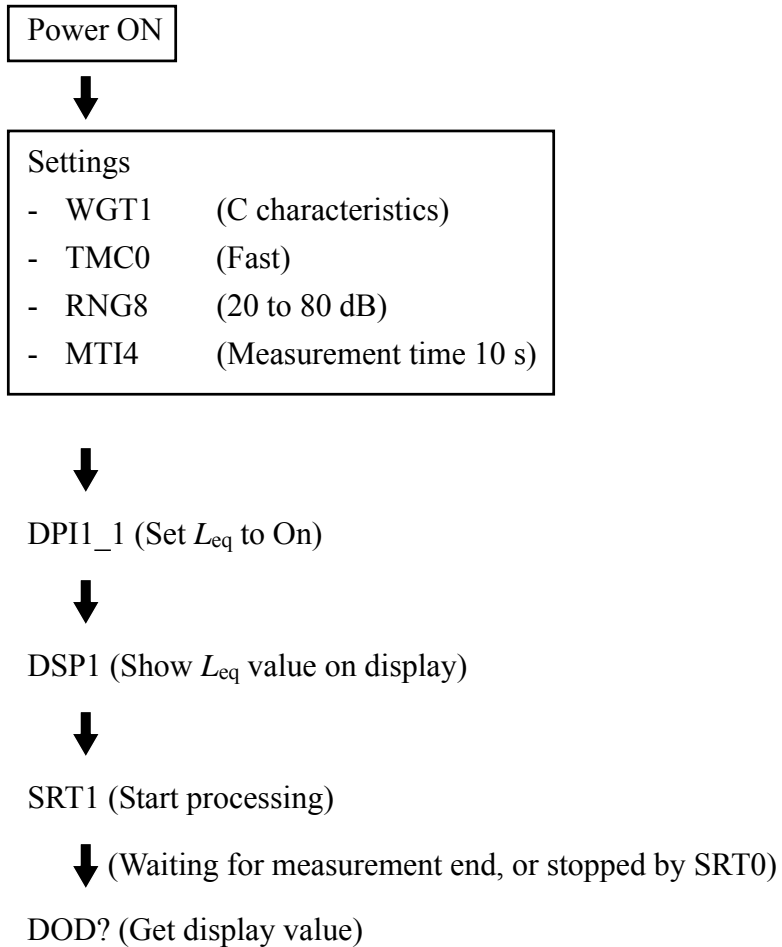 Power ON
Settings
- WGT1 (C characteristics)
- TMC0 (Fast)
- RNG8 (20 to 80 dB)
- MTI4 (Measurement time 10 s)
DPI1_1 (Set Leq to On)
DSP1 (Show Leq value on display)
SRT1 (Start processing)
(Waiting for measurement end, or stopped by SRT0)
DOD? (Get display value)